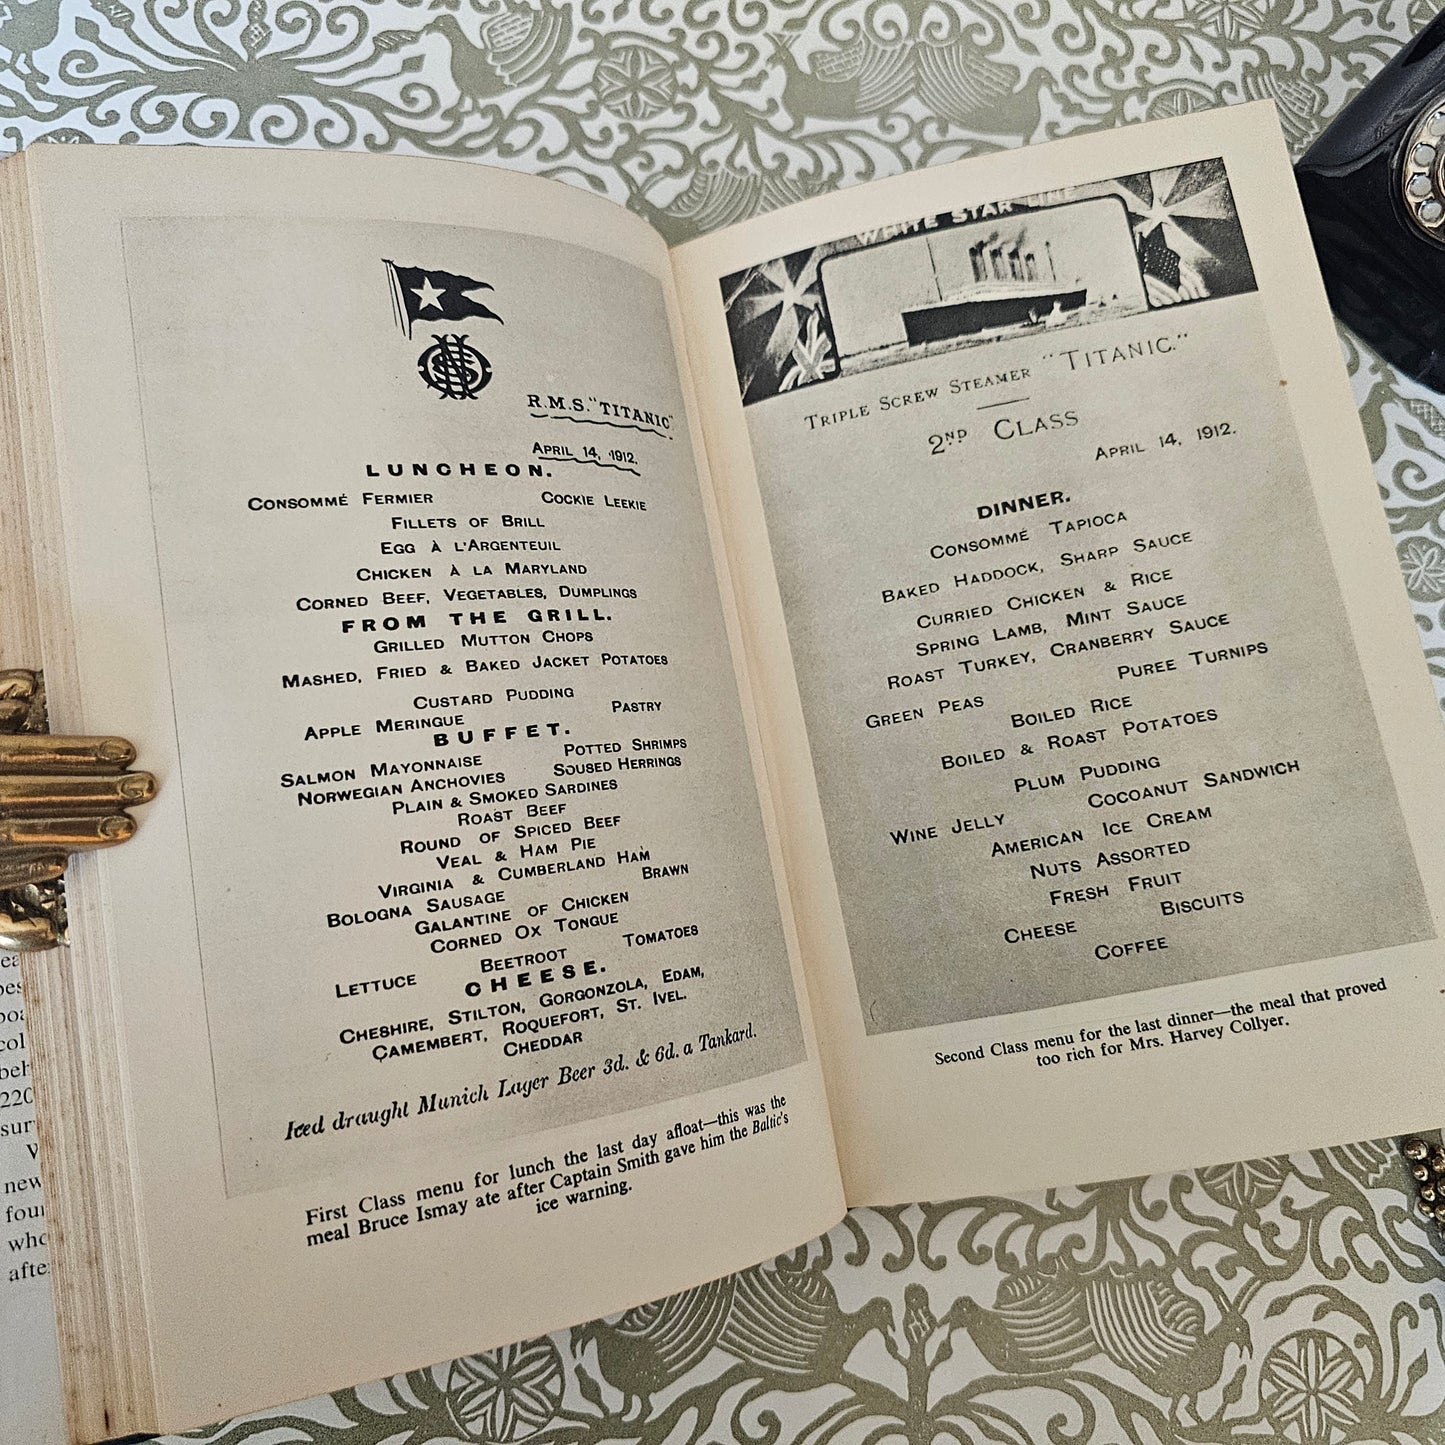 R.M.S. "TITANIC"
APRIL 14, 1912.
LUNCHEON.
CONSOMMÉ FERMIER COCKIE LEEKIE
FILLETS OF BRILL
EGG À L'ARGENTEUIL
CHICKEN À LA MARYLAND
CORNED BEEF, VEGETABLES, DUMPLINGS
FROM THE GRILL.
GRILLED MUTTON CHOPS
MASHED, FRIED & BAKED JACKET POTATOES
CUSTARD PUDDING
APPLE MERINGUE PASTRY
BUFFET.
SALMON MAYONNAISE POTTED SHRIMPS
NORWEGIAN ANCHOVIES SOUSED HERRINGS
PLAIN & SMOKED SARDINES
ROAST BEEF
ROUND OF SPICED BEEF
VEAL & HAM PIE
VIRGINIA & CUMBERLAND HAM
BOLOGNA SAUSAGE BRAWN
GALANTINE OF CHICKEN
CORNED OX TONGUE
LETTUCE BEETROOT TOMATOES
CHEESE.
CHESHIRE, STILTON, GORGONZOLA, EDAM,
CAMEMBERT, ROQUEFORT, ST. IVEL.
CHEDDAR
Iced draught Munich Lager Beer 3d. & 6d. a Tankard.
First Class menu for lunch the last day afloat—this was the
meal Bruce Ismay ate after Captain Smith gave him the Baltic's
ice warning.
WHITE STAR LINE
TRIPLE SCREW STEAMER "TITANIC."
2ND CLASS
APRIL 14, 1912.
DINNER.
CONSOMMÉ TAPIOCA
BAKED HADDOCK, SHARP SAUCE
CURRIED CHICKEN & RICE
SPRING LAMB, MINT SAUCE
ROAST TURKEY, CRANBERRY SAUCE
GREEN PEAS PUREE TURNIPS
BOILED RICE
BOILED & ROAST POTATOES
PLUM PUDDING
WINE JELLY COCOANUT SANDWICH
AMERICAN ICE CREAM
NUTS ASSORTED
FRESH FRUIT
CHEESE BISCUITS
COFFEE
Second Class menu for the last dinner—the meal that proved
too rich for Mrs. Harvey Collyer.